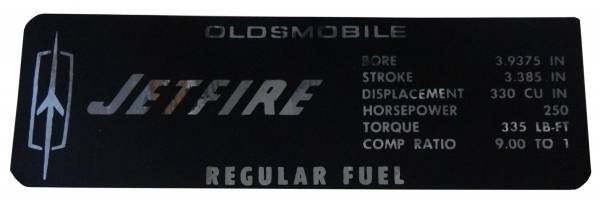 OLDSMOBILE
JETFIRE
BORE 3.9375 IN
STROKE 3.385 IN
DISPLACEMENT 330 CU IN
HORSEPOWER 250
TORQUE 335 LB-FT
COMP RATIO 9.00 TO 1
REGULAR FUEL